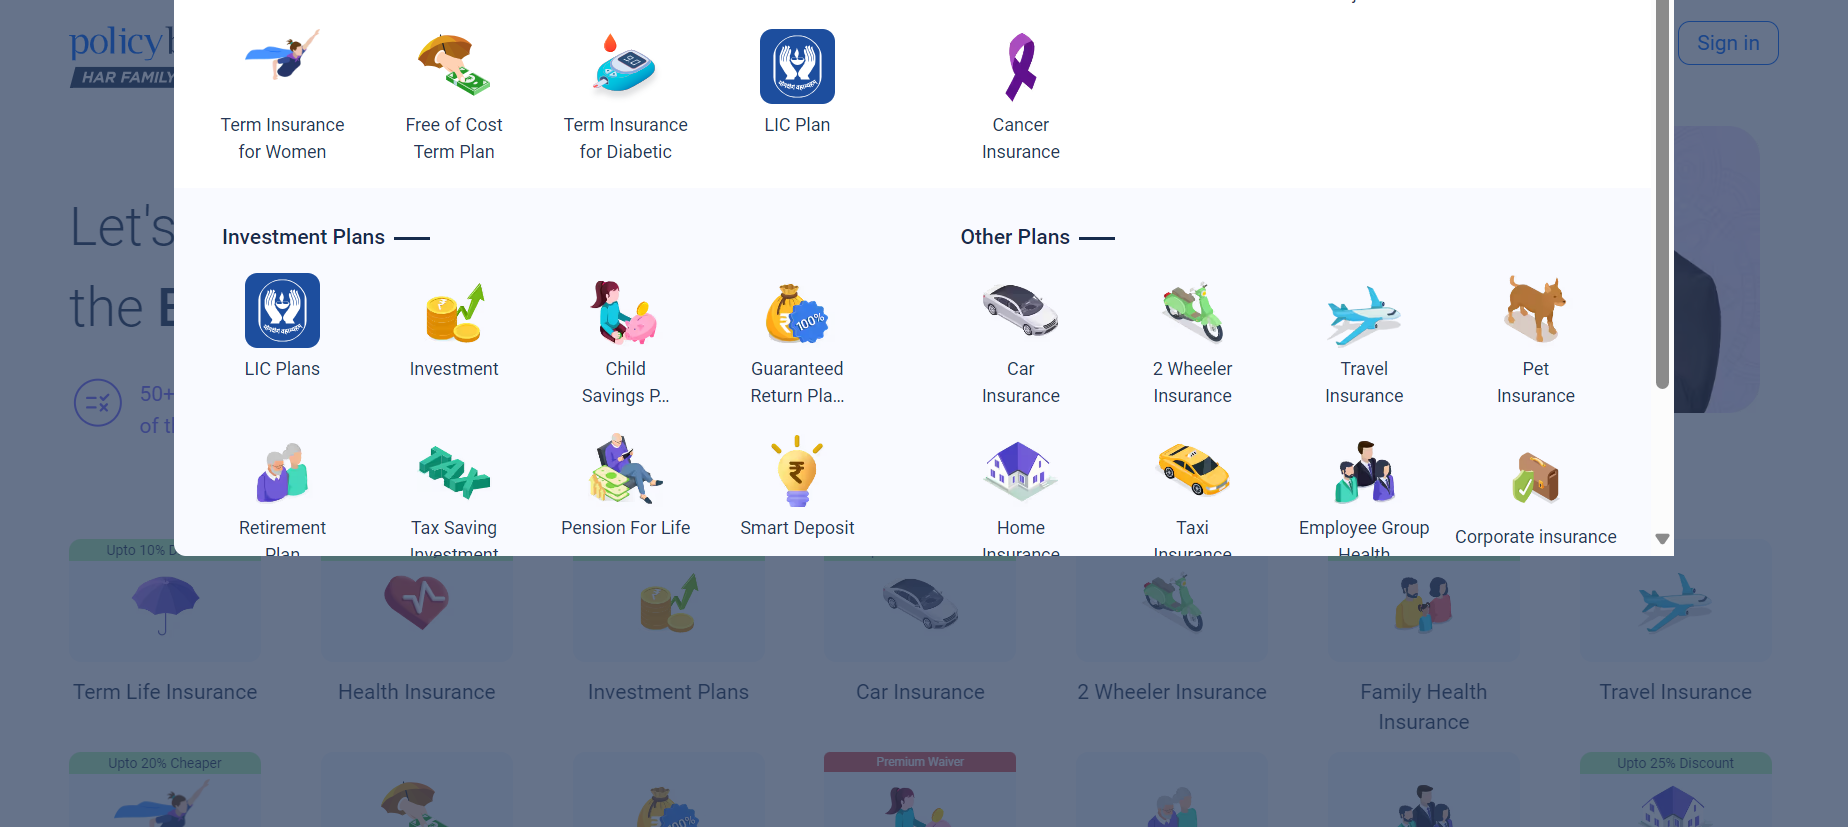 policyb
HAR FAMILY
Sign in
Term Insurance
for Women
Free of Cost
Term Plan
Term Insurance
for Diabetic
LIC Plan
Cancer
Insurance
Let's
the
50+
of th
Investment Plans
Other Plans
LIC Plans
Investment
Child
Savings P...
100%
Guaranteed
Return Pla...
Car
Insurance
2 Wheeler
Insurance
Travel
Insurance
Pet
Insurance
Retirement
Plan
TAX
Tax Saving
Investment
Pension For Life
₹
Smart Deposit
Home
Insurance
Taxi
Insurance
Employee Group
Health
Corporate insurance
Upto 10% D
Term Life Insurance
Health Insurance
Investment Plans
Car Insurance
2 Wheeler Insurance
Family Health
Insurance
Travel Insurance
Upto 20% Cheaper
100%
Premium Waiver
Upto 25% Discount